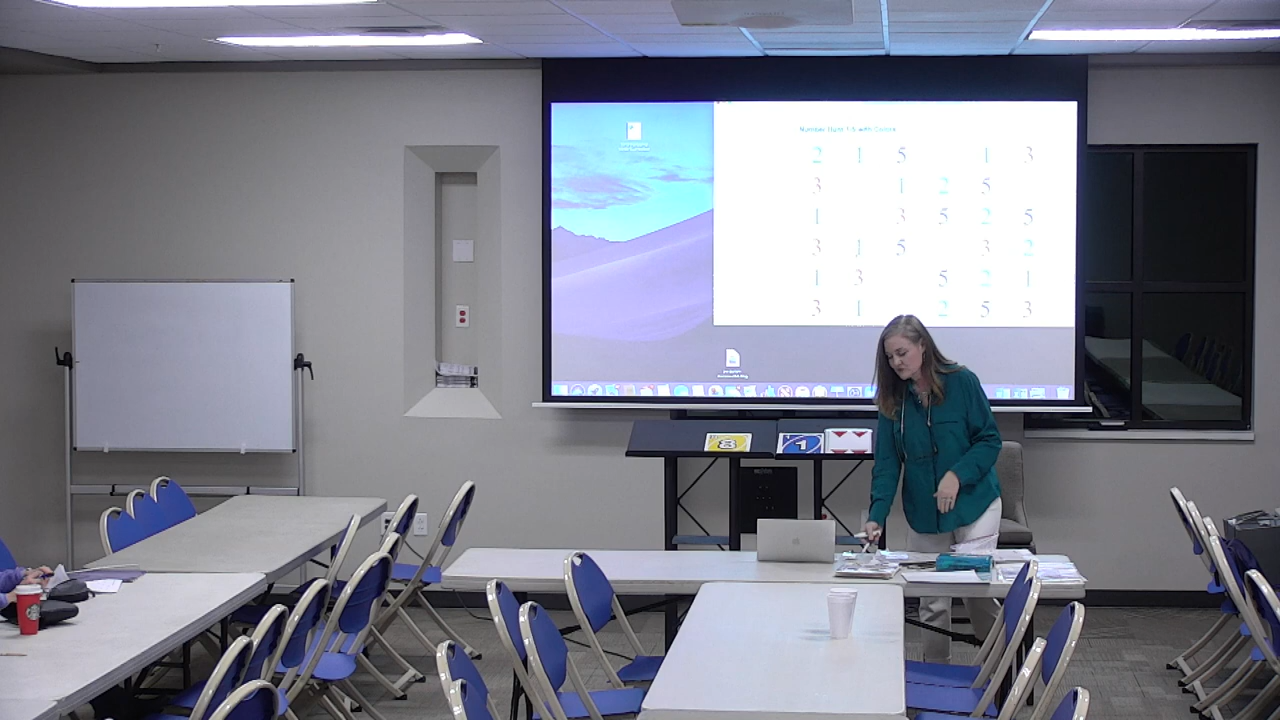 Number Hunt 1-5 with Colors
2 1 5 1 3
3 1 2 5
1 3 5 2 5
3 1 5 3 2
1 3 5 2 1
3 1 2 5 3
8 1